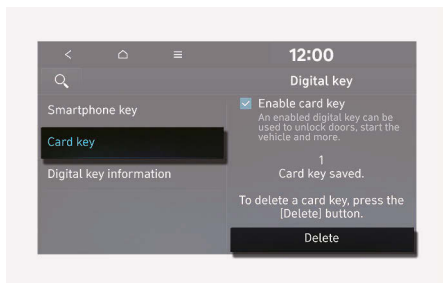 12:00
Digital key
Smartphone key
Card key
Digital key information
Enable card key
An enabled digital key can be
used to unlock doors, start the
vehicle and more.
1
Card key saved.
To delete a card key, press the
[Delete] button.
Delete